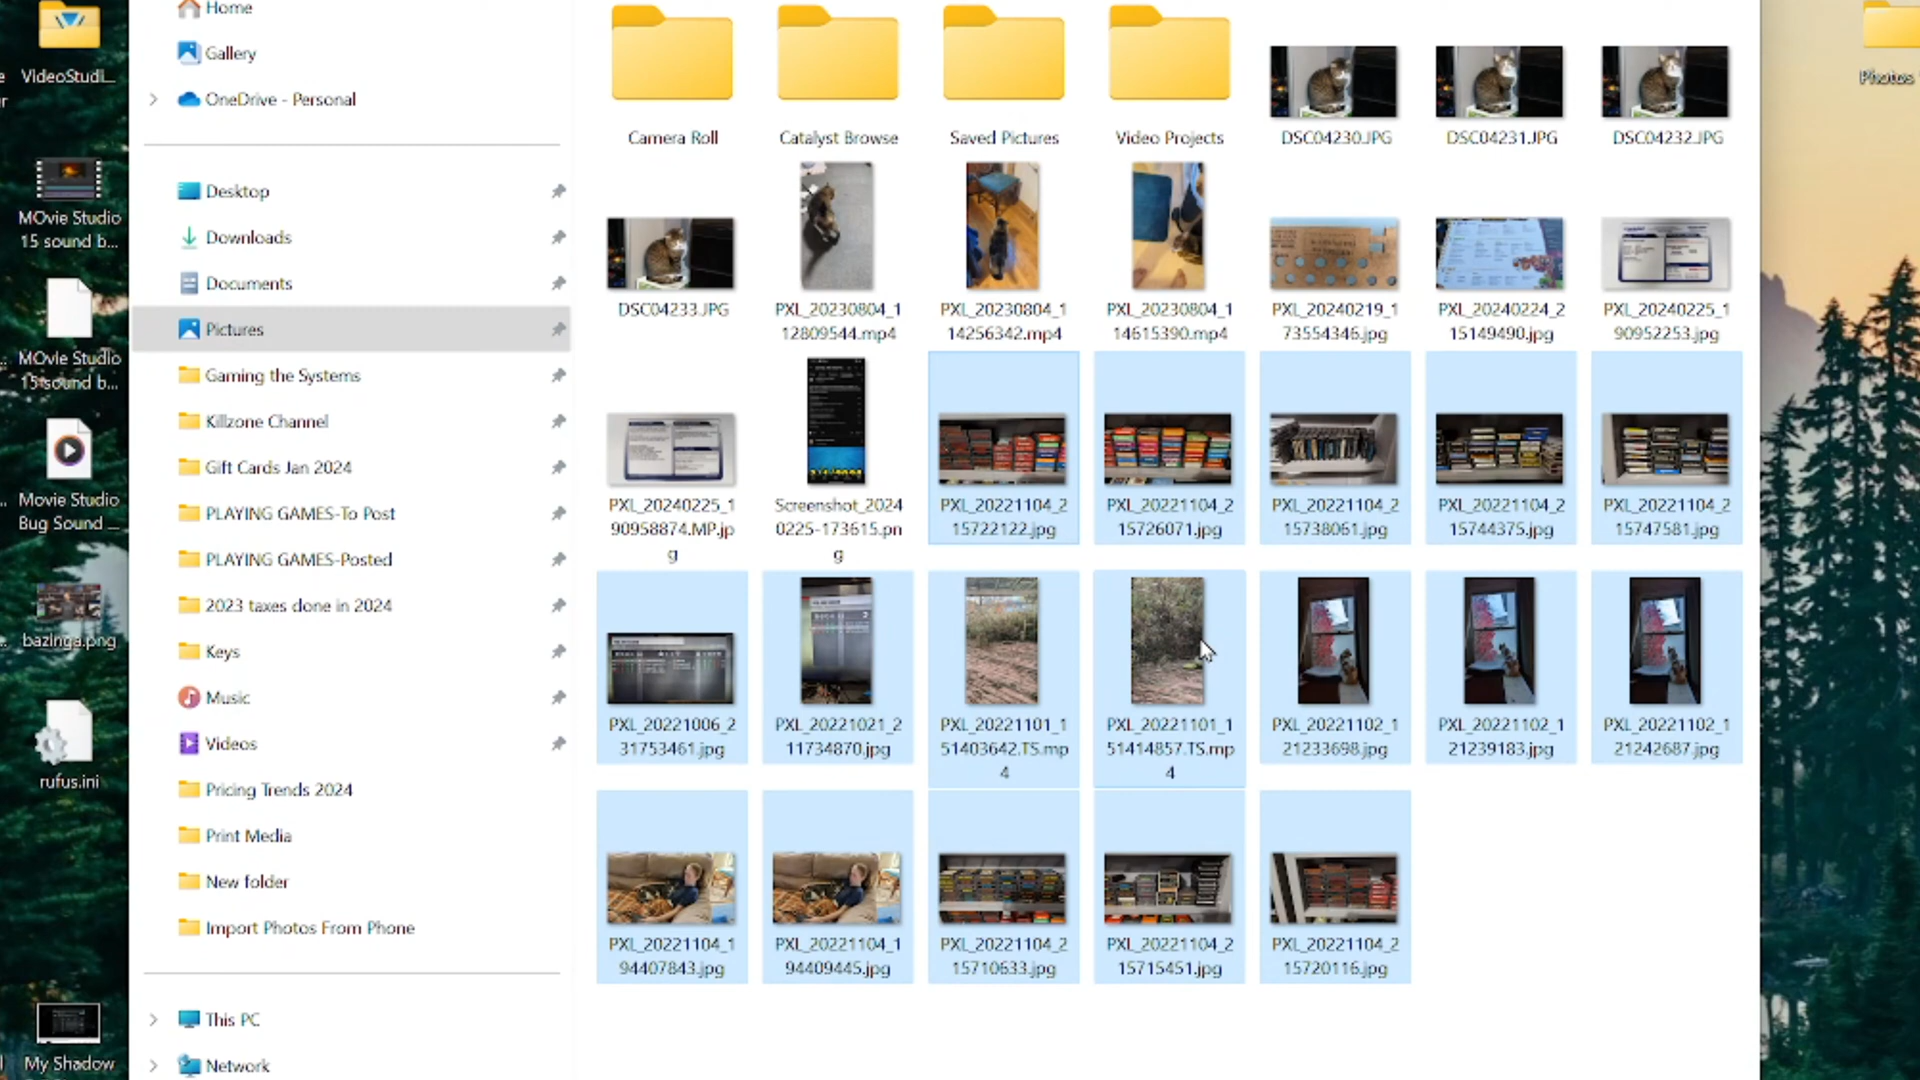 VideoStudi...
MOvie Studio
15 sound b...
MOvie Studio
15 sound b...
Movie Studio
Bug Sound ...
bazinga.png
rufus.ini
My Shadow
Home
Gallery
OneDrive - Personal
Desktop
Downloads
Documents
Pictures
Gaming the Systems
Killzone Channel
Gift Cards Jan 2024
PLAYING GAMES-To Post
PLAYING GAMES-Posted
2023 taxes done in 2024
Keys
Music
Videos
Pricing Trends 2024
Print Media
New folder
Import Photos From Phone
This PC
Network
Camera Roll
Catalyst Browse
Saved Pictures
Video Projects
DSC04230.JPG
DSC04231.JPG
DSC04232.JPG
DSC04233.JPG
PXL_20230804_1
12809544.mp4
PXL_20230804_1
14256342.mp4
PXL_20230804_1
14615390.mp4
PXL_20240219_1
73554346.jpg
PXL_20240224_2
15149490.jpg
PXL_20240225_1
90952253.jpg
PXL_20240225_1
90958874.MP.jp
g
Screenshot_2024
0225-173615.pn
g
PXL_20221104_2
15722122.jpg
PXL_20221104_2
15726071.jpg
PXL_20221104_2
15738061.jpg
PXL_20221104_2
15744375.jpg
PXL_20221104_2
15747581.jpg
PXL_20221006_2
31753461.jpg
PXL_20221021_2
11734870.jpg
PXL_20221101_1
51403642.TS.mp
4
PXL_20221101_1
51414857.TS.mp
4
PXL_20221102_1
21233698.jpg
PXL_20221102_1
21239183.jpg
PXL_20221102_1
21242687.jpg
PXL_20221104_1
94407843.jpg
PXL_20221104_1
94409445.jpg
PXL_20221104_2
15710633.jpg
PXL_20221104_2
15715451.jpg
PXL_20221104_2
15720116.jpg
Photos